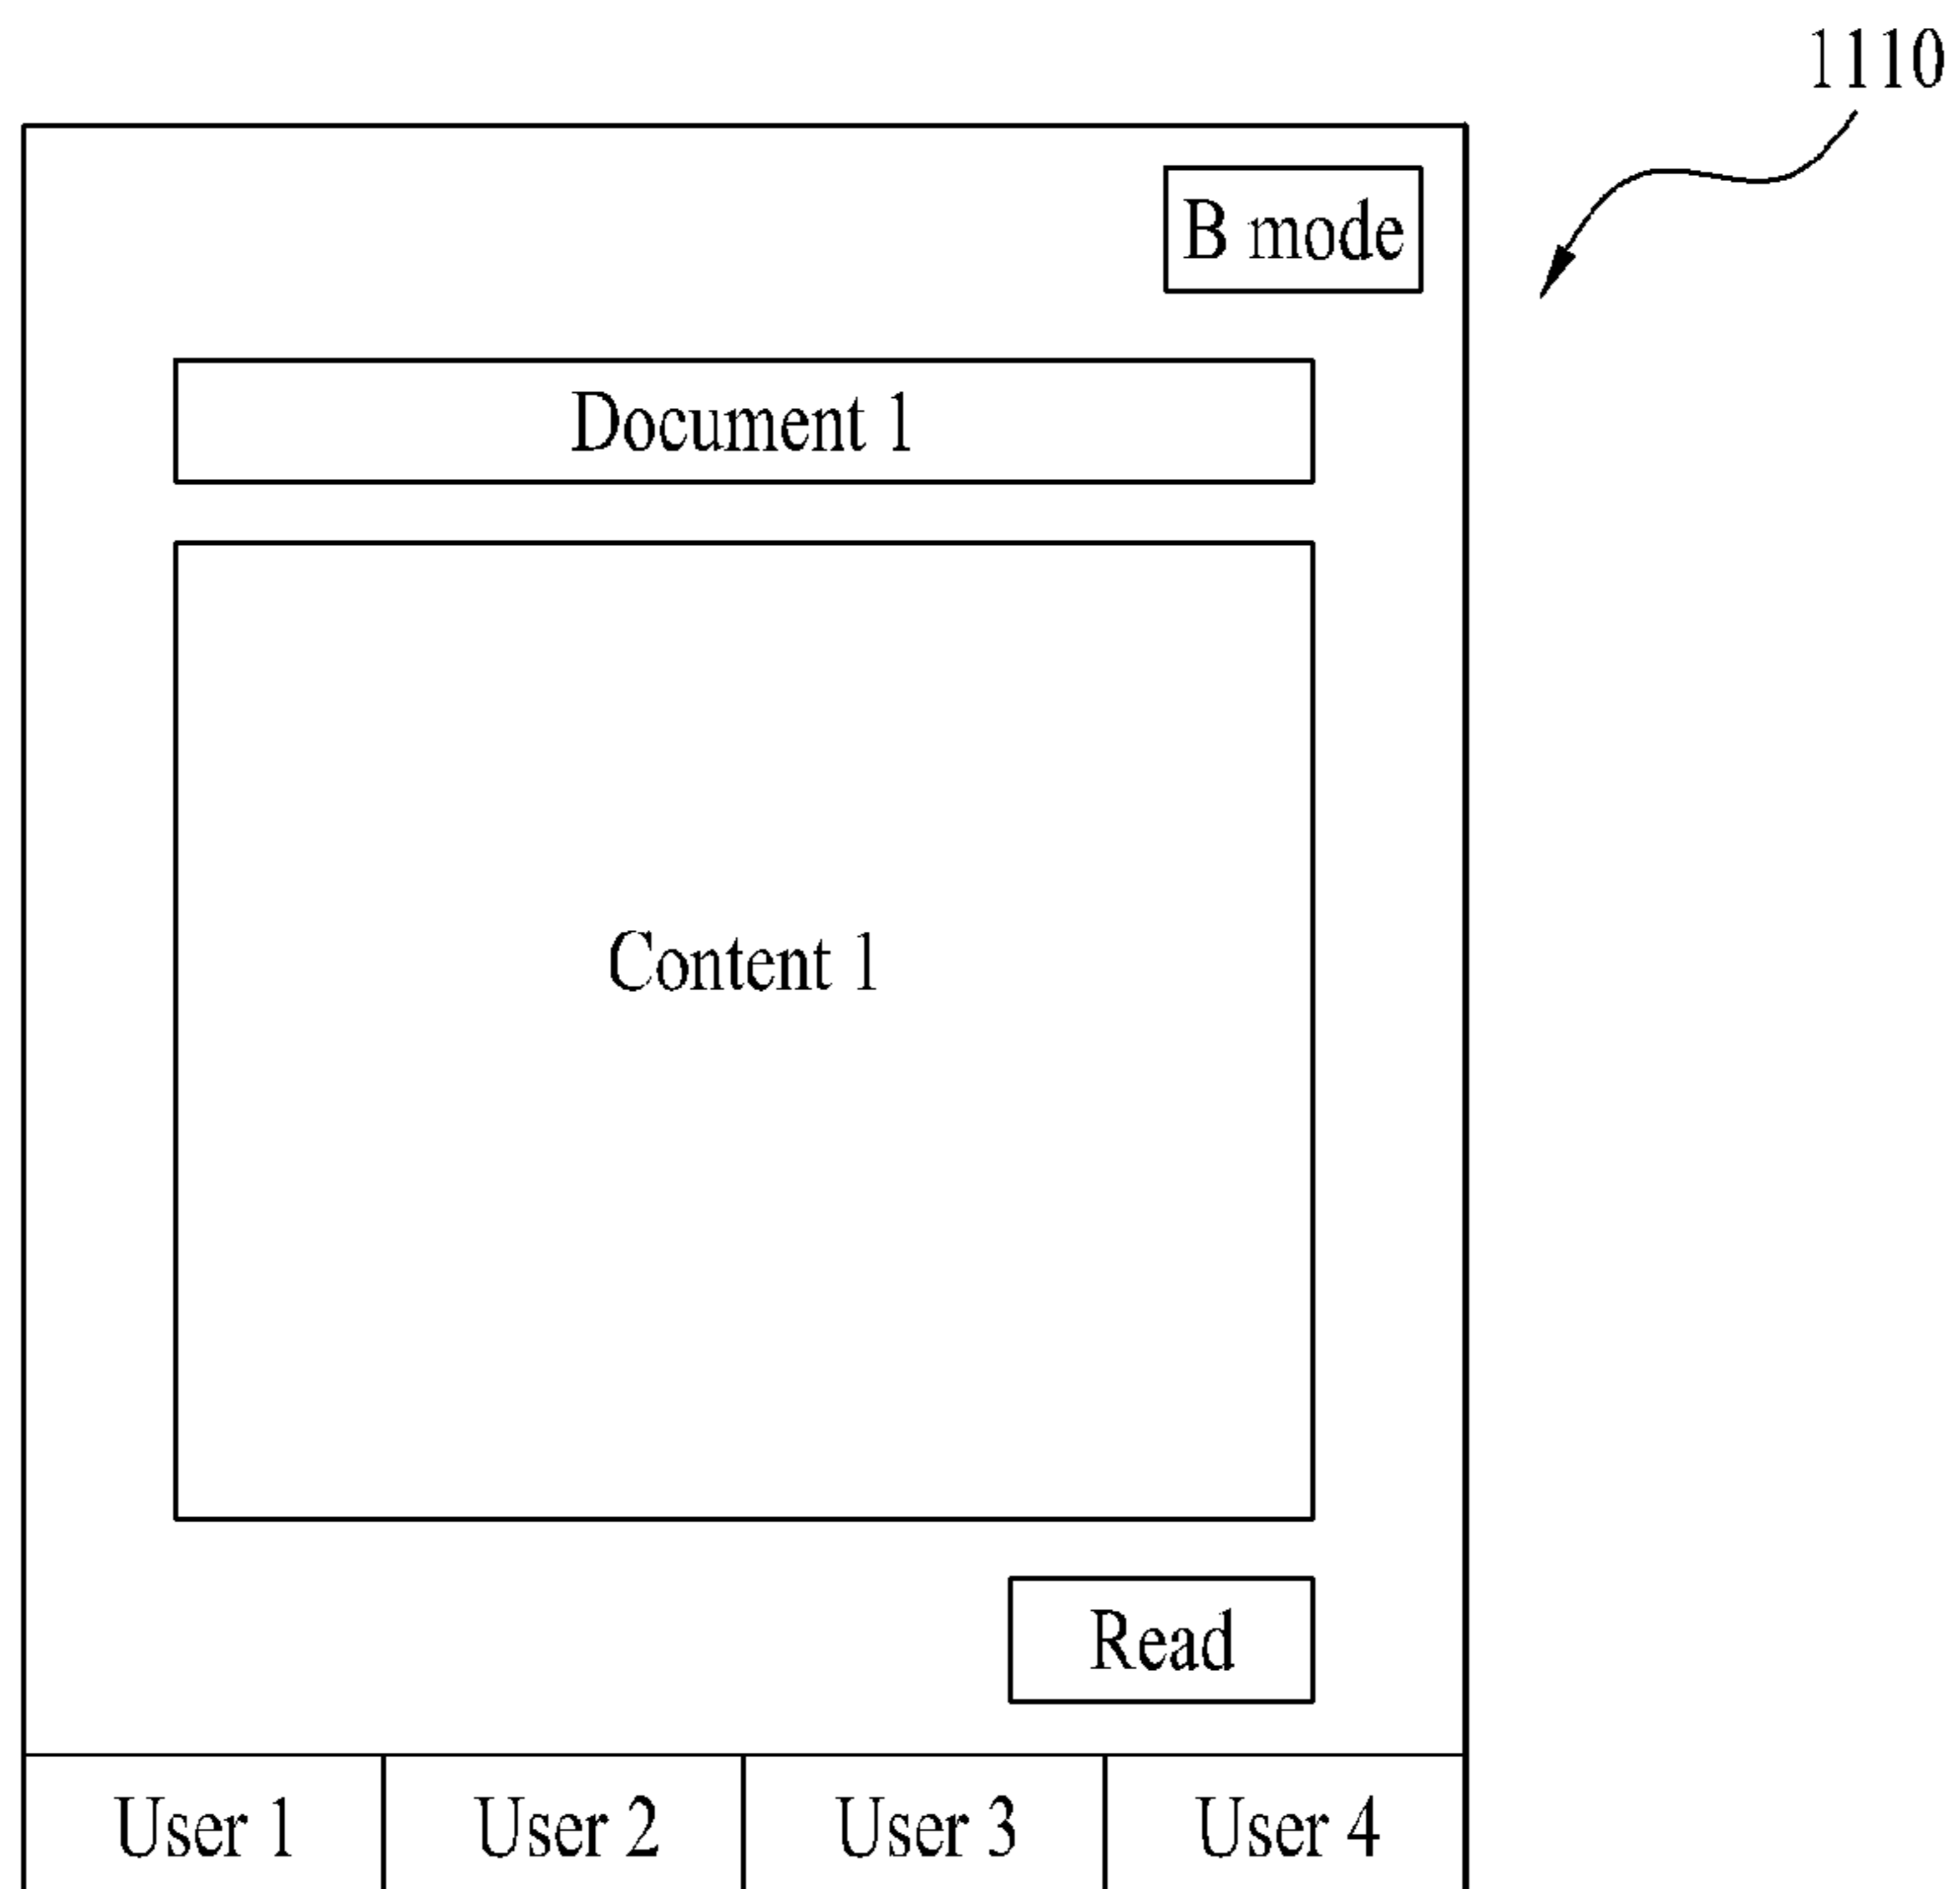 1110
B mode
Document 1
Content 1
Read
User 1 User 2 User 3 User 4